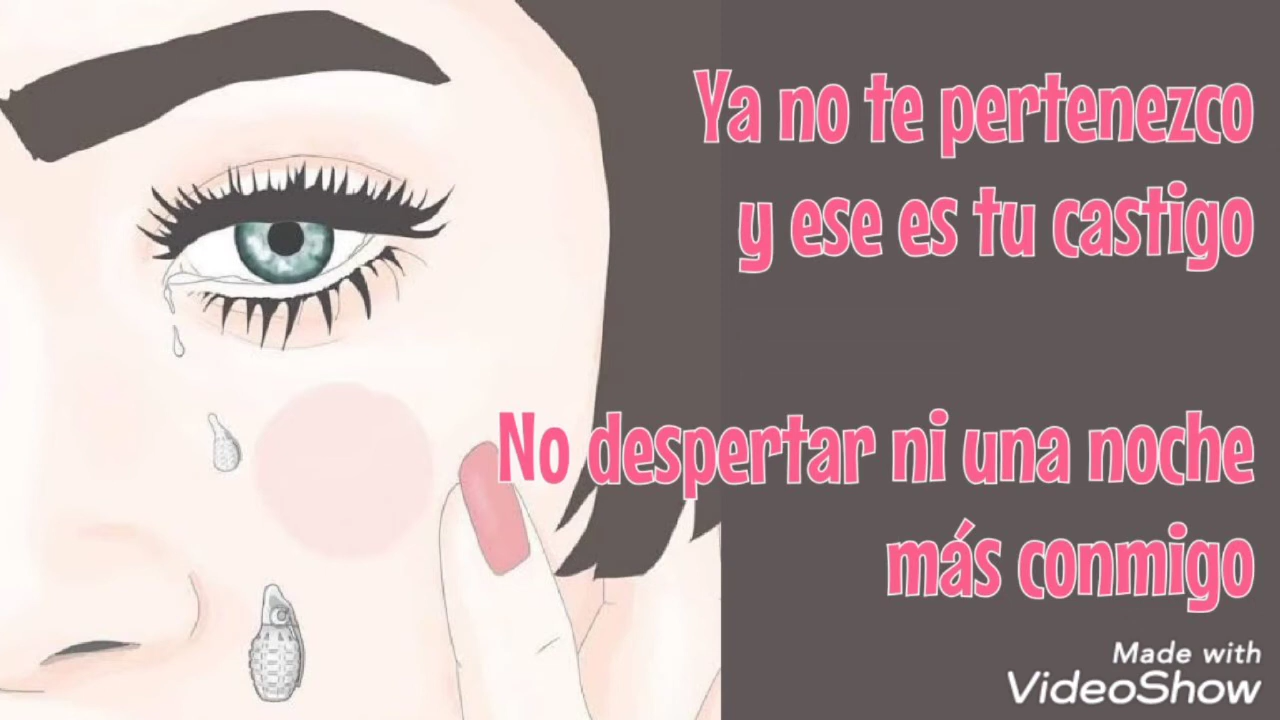 Ya no te pertenezco
y ese es tu castigo
No despertar ni una noche
más conmigo
Made with
VideoShow